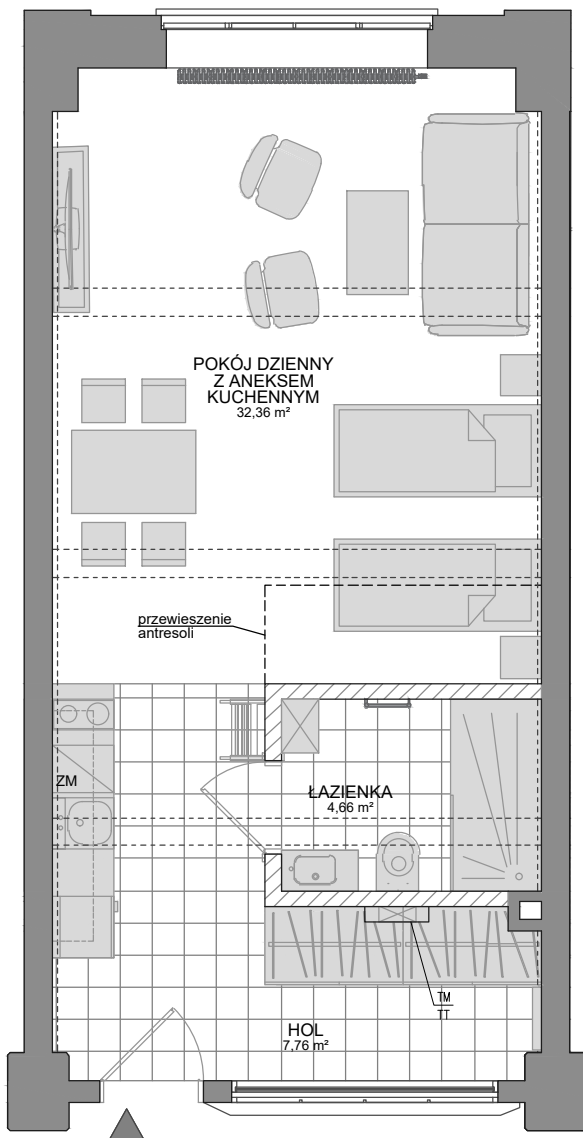 POKÓJ DZIENNY
Z ANEKSEM
KUCHENNYM
32,36 m²
przewieszenie
antresoli
ZM
ŁAZIENKA
4,66 m²
TM
TT
HOL
7,76 m²